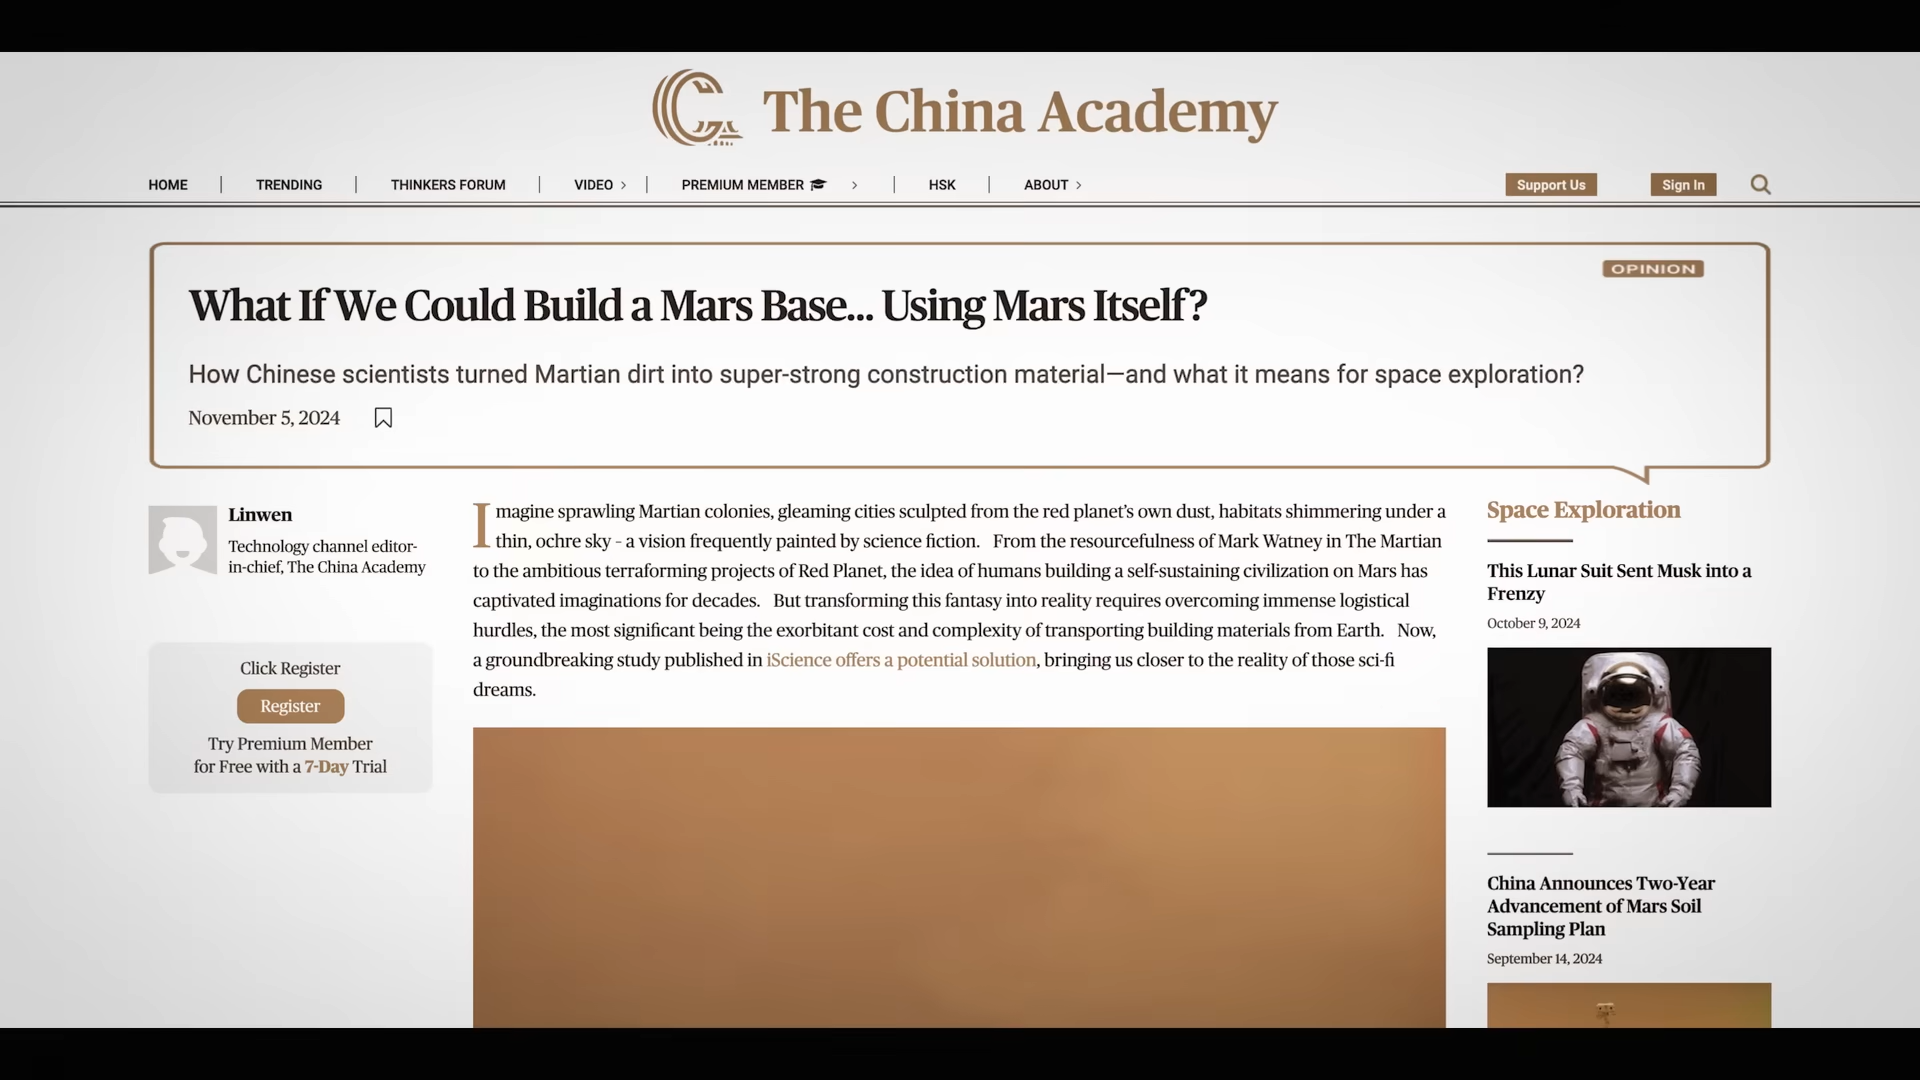 The China Academy
HOME
TRENDING
THINKERS FORUM
VIDEO
PREMIUM MEMBER
HSK
ABOUT
Support Us
Sign In
OPINION
What If We Could Build a Mars Base... Using Mars Itself?
How Chinese scientists turned Martian dirt into super-strong construction material—and what it means for space exploration?
November 5, 2024
Linwen
Technology channel editor-
in-chief, The China Academy
Click Register
Register
Try Premium Member
for Free with a 7-Day Trial
Imagine sprawling Martian colonies, gleaming cities sculpted from the red planet's own dust, habitats shimmering under a
thin, ochre sky - a vision frequently painted by science fiction. From the resourcefulness of Mark Watney in The Martian
to the ambitious terraforming projects of Red Planet, the idea of humans building a self-sustaining civilization on Mars has
captivated imaginations for decades. But transforming this fantasy into reality requires overcoming immense logistical
hurdles, the most significant being the exorbitant cost and complexity of transporting building materials from Earth. Now,
a groundbreaking study published in iScience offers a potential solution, bringing us closer to the reality of those sci-fi
dreams.
Space Exploration
This Lunar Suit Sent Musk into a
Frenzy
October 9, 2024
China Announces Two-Year
Advancement of Mars Soil
Sampling Plan
September 14, 2024